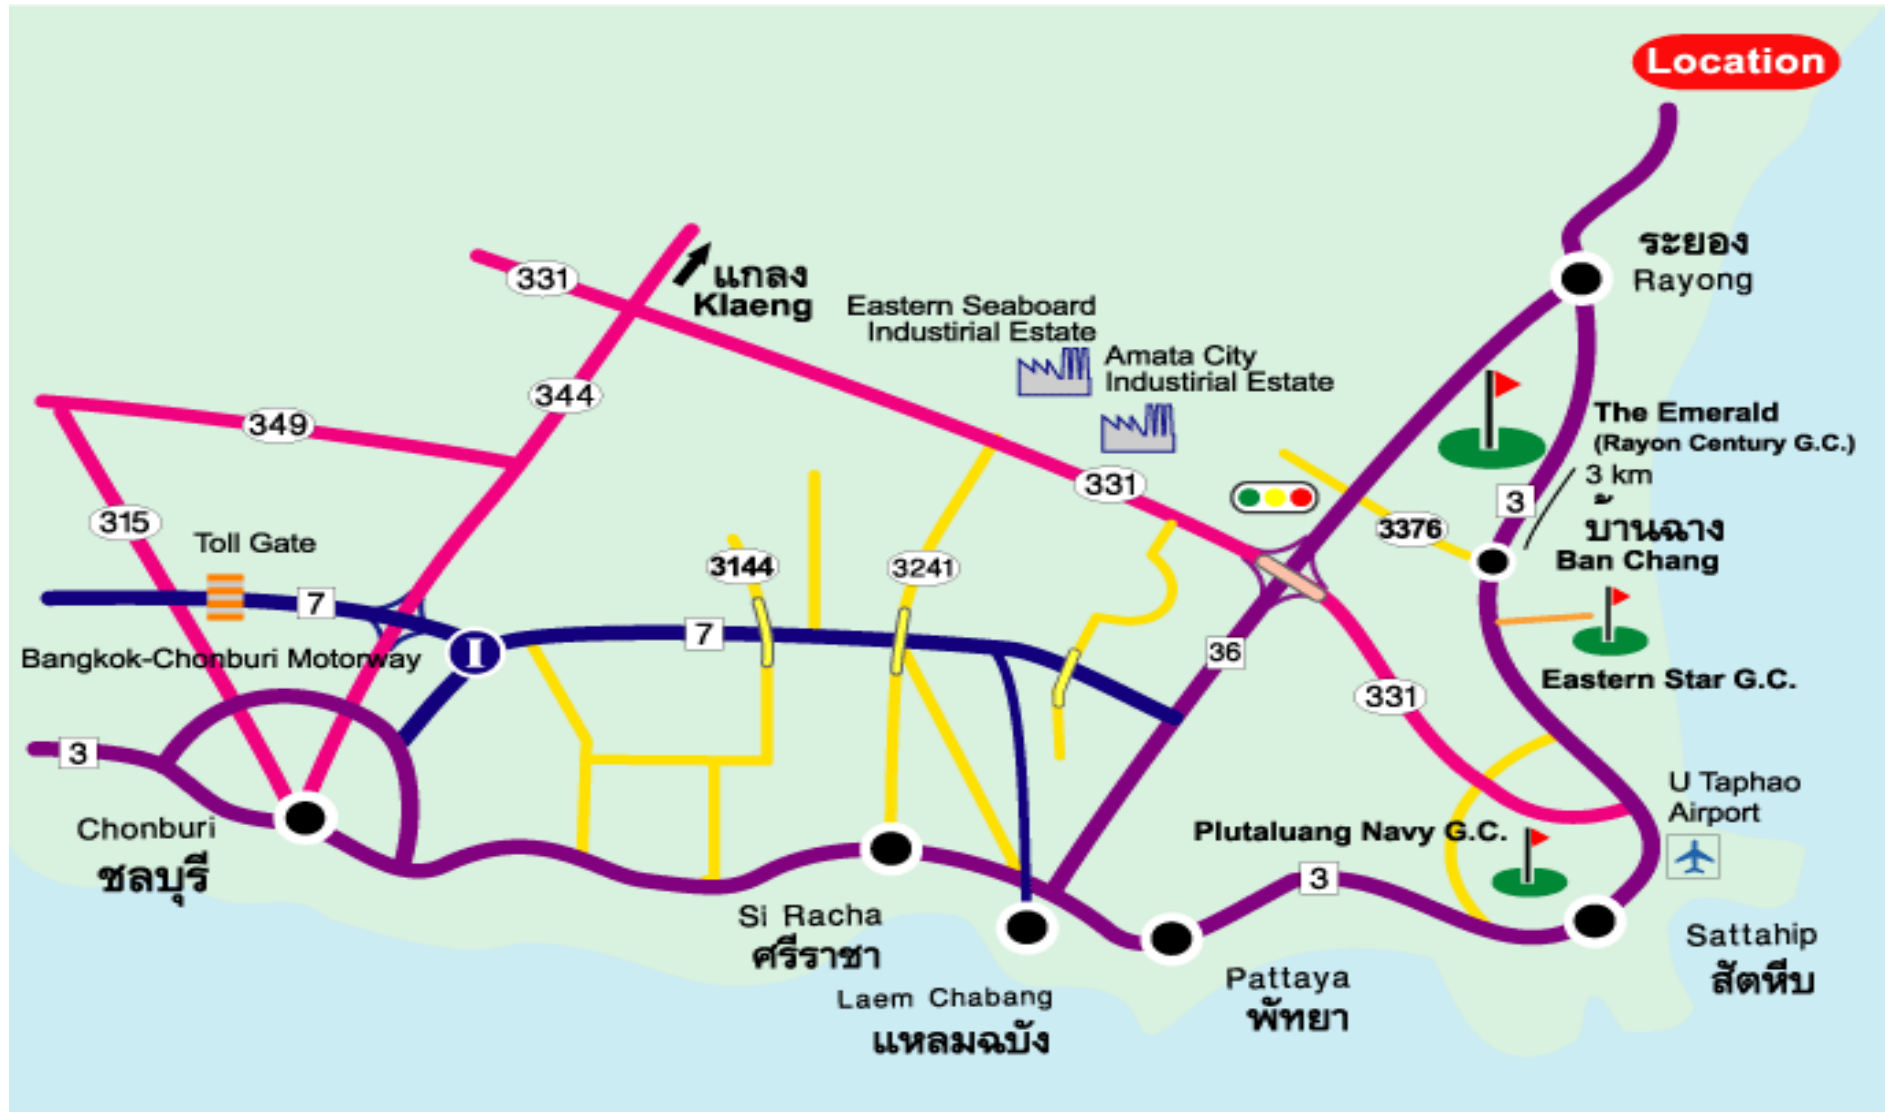 Location
ระยอง
Rayong
แกลง
Klaeng
331
Eastern Seaboard
Industirial Estate
Amata City
Industirial Estate
344
349
The Emerald
(Rayon Century G.C.)
3 km
331
3
315
3376
บ้านฉาง
Ban Chang
Toll Gate
3144
3241
7
7
I
Bangkok-Chonburi Motorway
36
Eastern Star G.C.
331
3
U Taphao
Airport
Chonburi
ชลบุรี
Plutaluang Navy G.C.
3
Si Racha
ศรีราชา
Sattahip
สัตหีบ
Pattaya
พัทยา
Laem Chabang
แหลมฉบัง